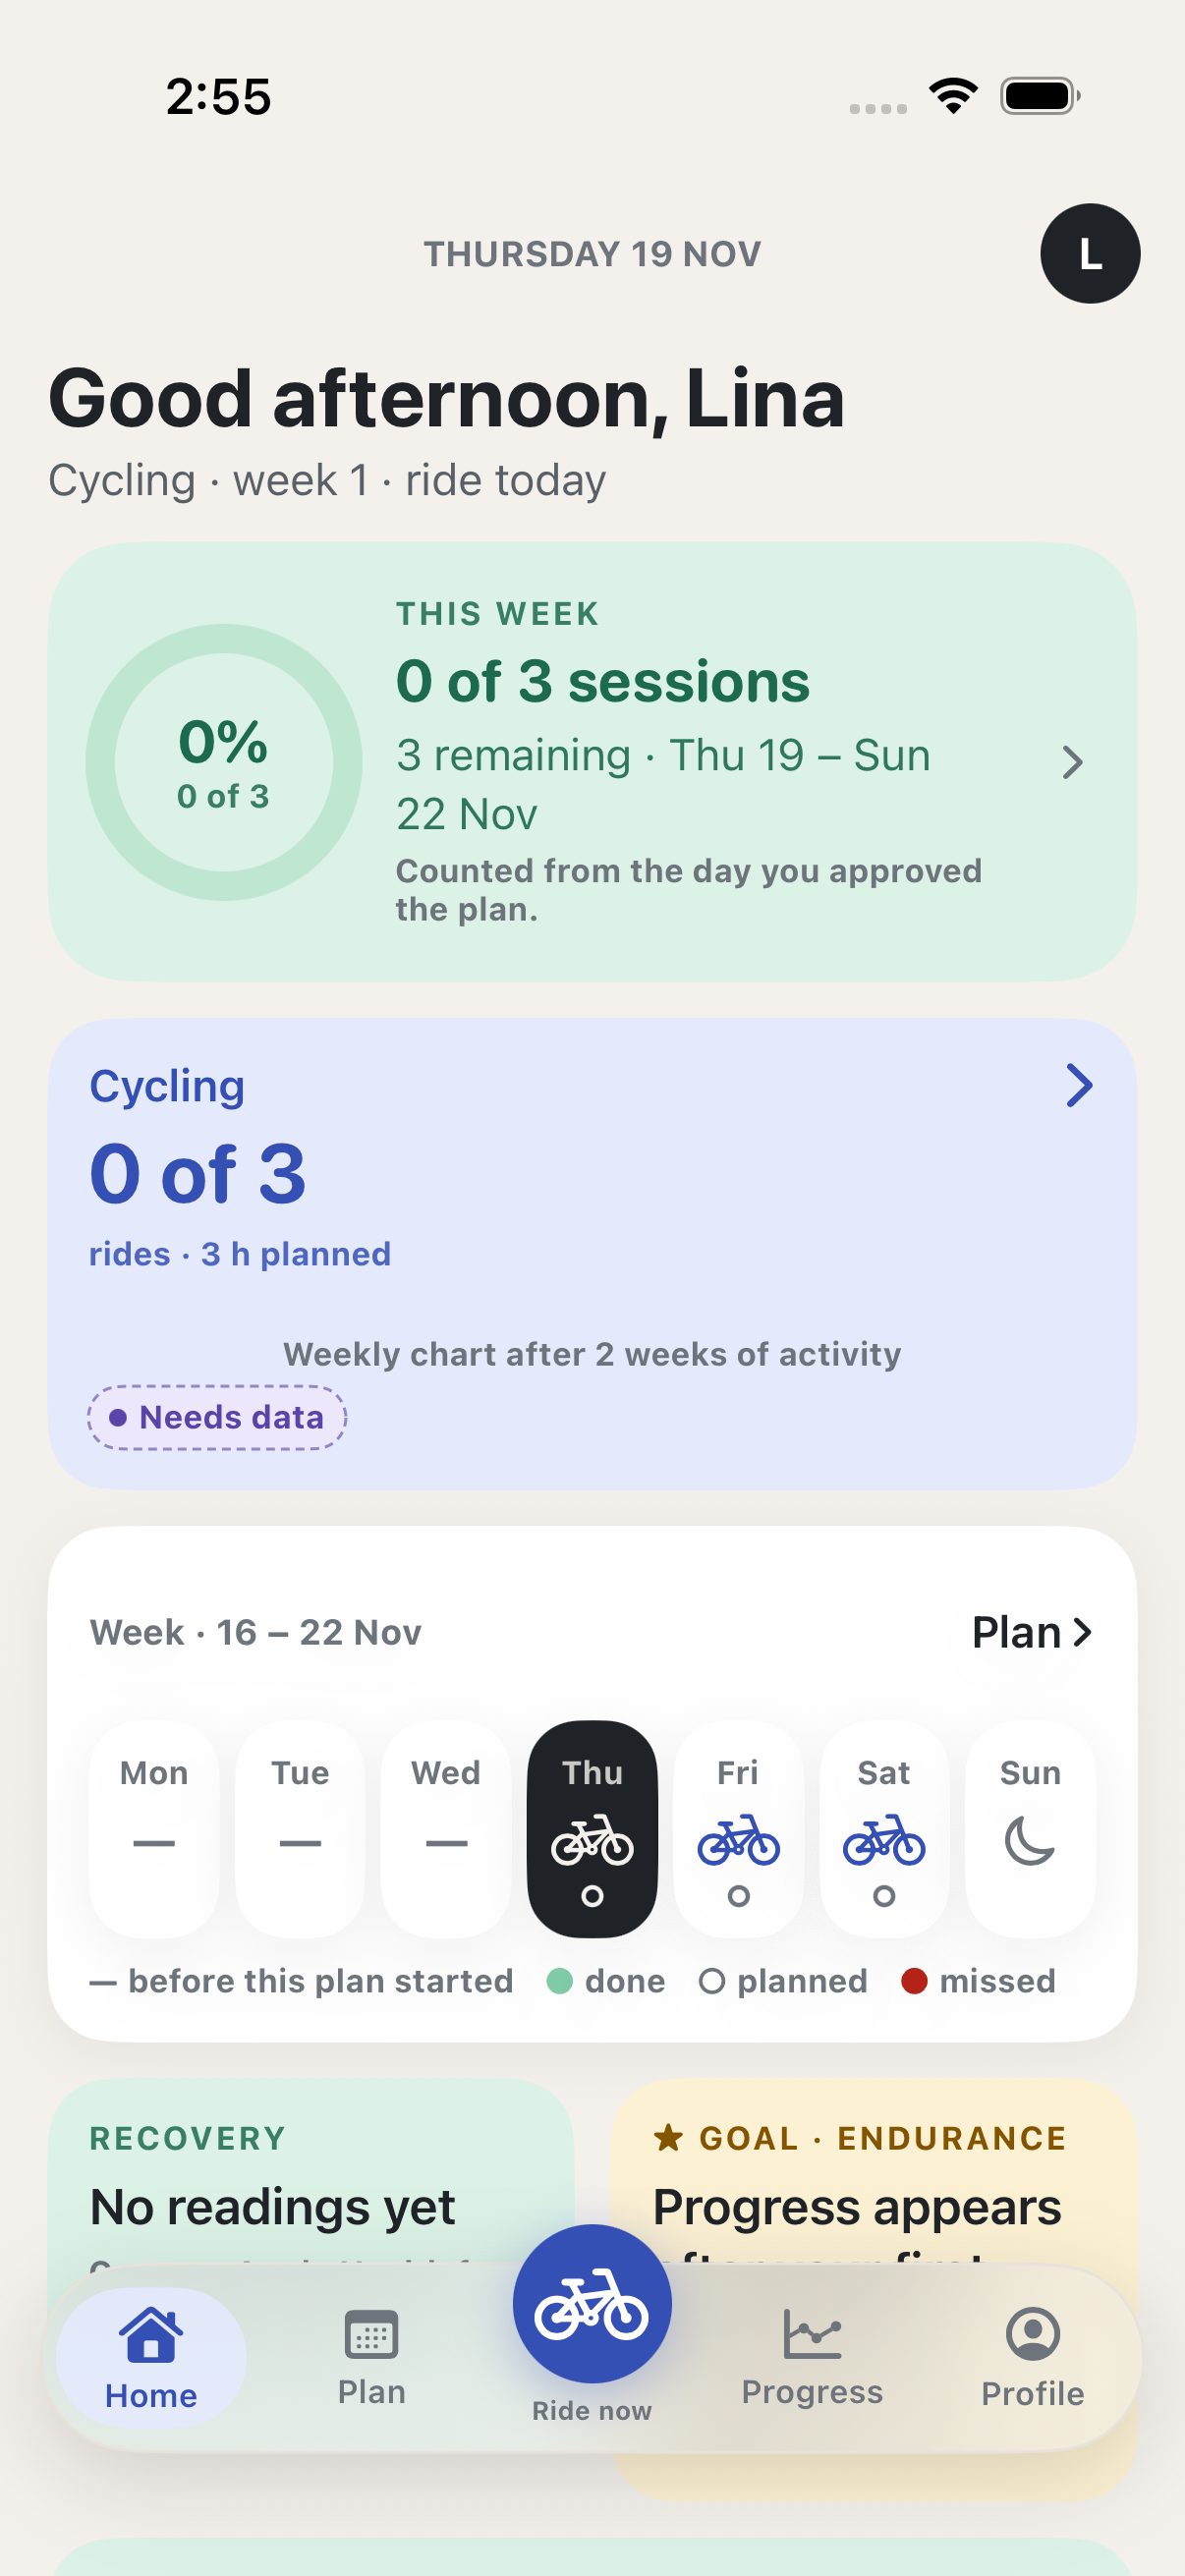 2:55
THURSDAY 19 NOV
L
Good afternoon, Lina
Cycling · week 1 · ride today
THIS WEEK
0 of 3 sessions
3 remaining · Thu 19 – Sun
22 Nov
Counted from the day you approved
the plan.
0%
0 of 3
Cycling
0 of 3
rides · 3 h planned
Weekly chart after 2 weeks of activity
Needs data
Week · 16 – 22 Nov
Plan
Mon Tue Wed Thu Fri Sat Sun
— before this plan started done planned missed
RECOVERY
No readings yet
GOAL · ENDURANCE
Progress appears
Home
Plan
Ride now
Progress
Profile